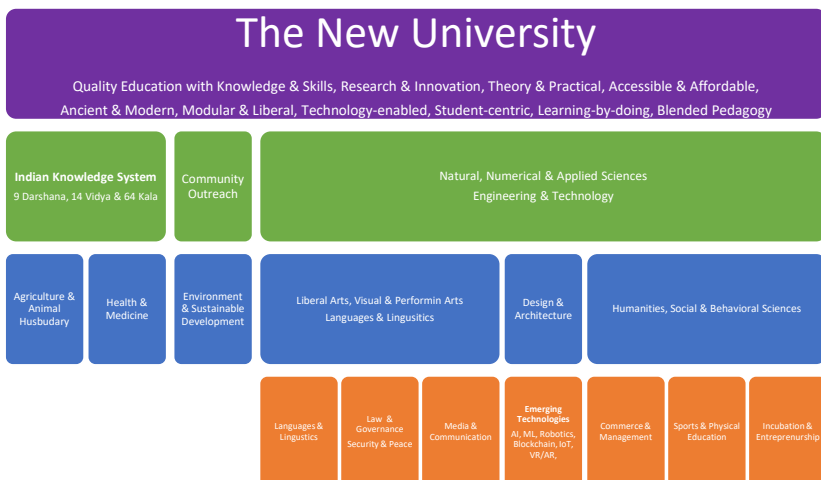 The New University
Quality Education with Knowledge & Skills, Research & Innovation, Theory & Practical, Accessible & Affordable,
Ancient & Modern, Modular & Liberal, Technology-enabled, Student-centric, Learning-by-doing, Blended Pedagogy
Indian Knowledge System
9 Darshana, 14 Vidya & 64 Kala
Community
Outreach
Natural, Numerical & Applied Sciences
Engineering & Technology
Agriculture &
Animal
Husbudary
Health &
Medicine
Environment
& Sustainable
Development
Liberal Arts, Visual & Performin Arts
Languages & Lingusitics
Design &
Architecture
Humanities, Social & Behavioral Sciences
Languages &
Lingustics
Law &
Governance
Security & Peace
Media &
Communication
Emerging
Technologies
AI, ML, Robotics,
Blockchain, IoT,
VR/AR,
Commerce &
Management
Sports & Physical
Education
Incubation &
Entreprenurship